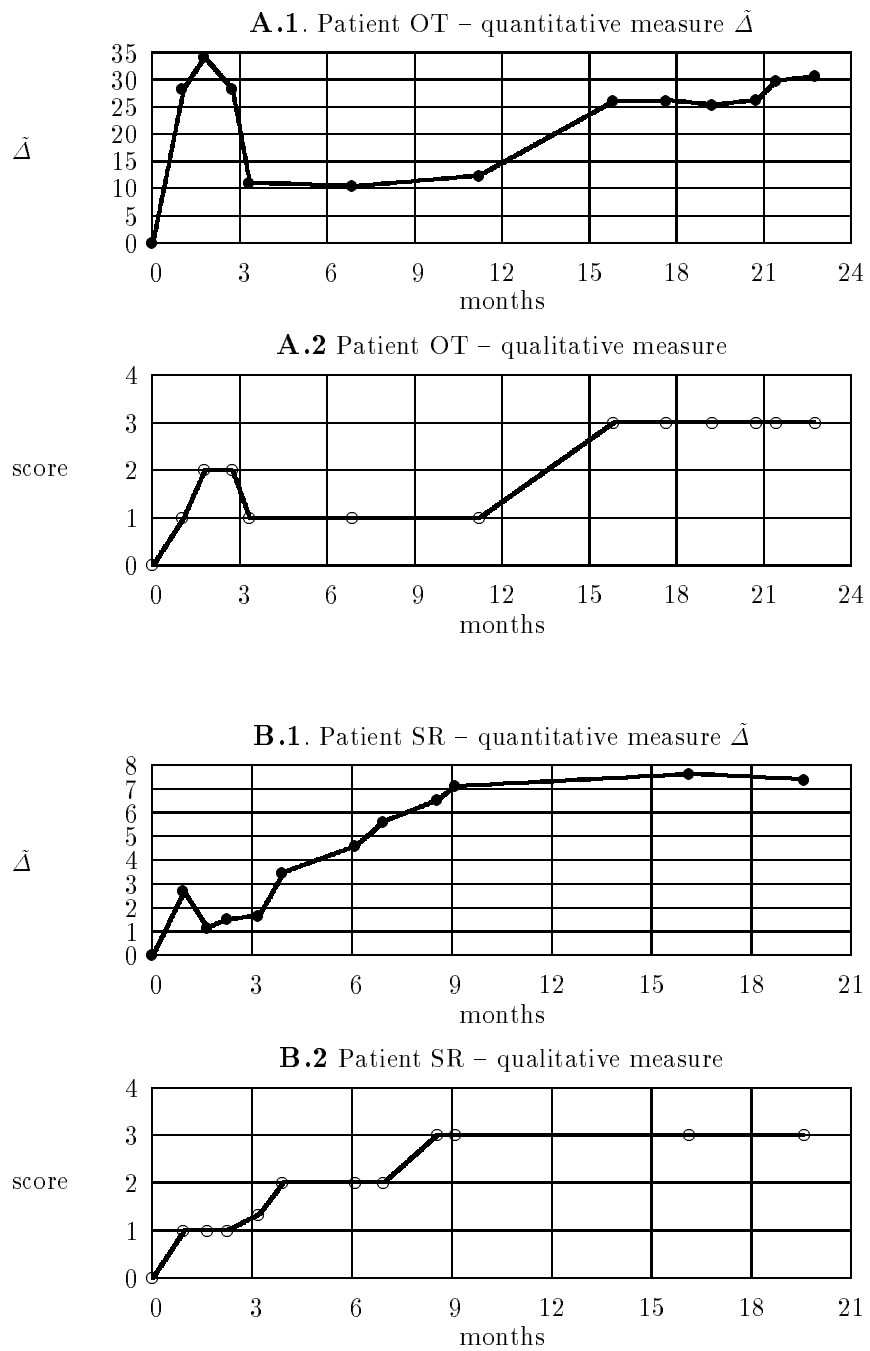 A.1. Patient OT – quantitative measure Δ̃
35
30
25
20
15
10
5
0
Δ̃
0 3 6 9 12 15 18 21 24
months
A.2 Patient OT – qualitative measure
4
3
2
1
0
score
0 3 6 9 12 15 18 21 24
months
B.1. Patient SR – quantitative measure Δ̃
8
7
6
5
4
3
2
1
0
Δ̃
0 3 6 9 12 15 18 21
months
B.2 Patient SR – qualitative measure
4
3
2
1
0
score
0 3 6 9 12 15 18 21
months